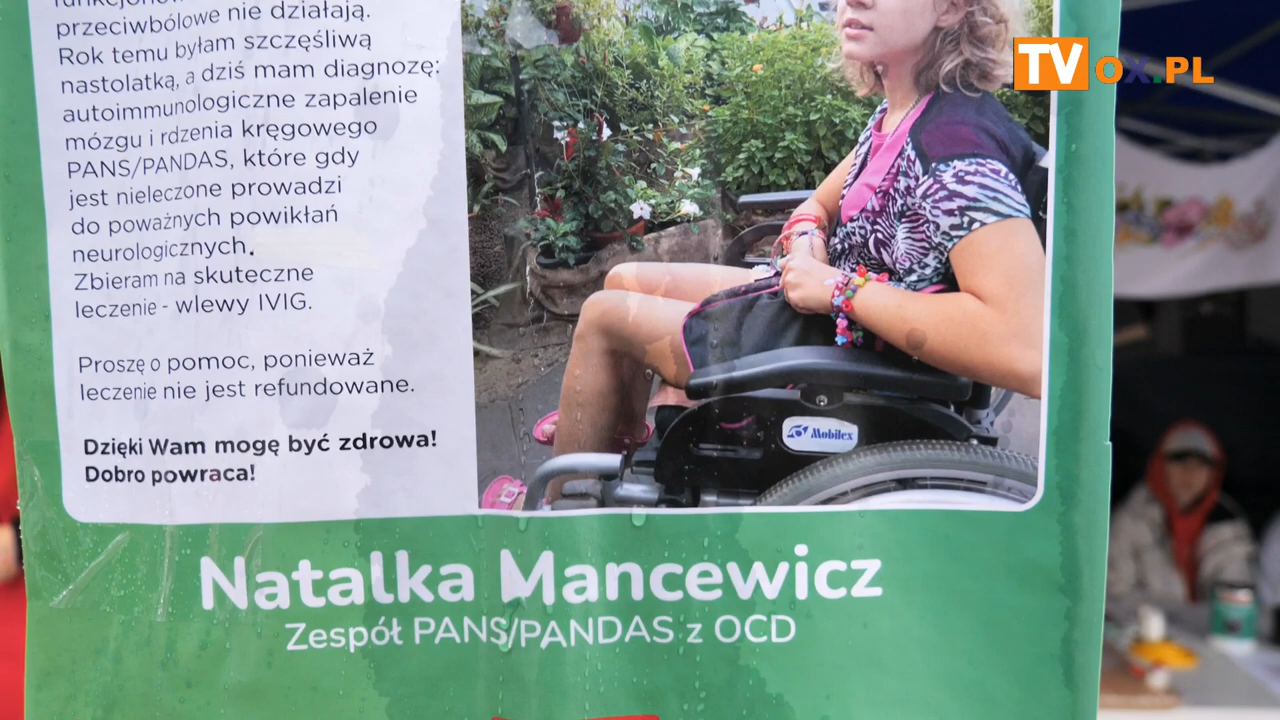 przeciwbólowe nie działają.
Rok temu byłam szczęśliwą
nastolatką, a dziś mam diagnozę:
autoimmunologiczne zapalenie
mózgu i rdzenia kręgowego
PANS/PANDAS, które gdy
jest nieleczone prowadzi
do poważnych powikłań
neurologicznych.
Zbieram na skuteczne
leczenie - wlewy IVIG.
Proszę o pomoc, ponieważ
leczenie nie jest refundowane.
Dzięki Wam mogę być zdrowa!
Dobro powraca!
TVOX.PL
Mobilex
Natalka Mancewicz
Zespół PANS/PANDAS z OCD